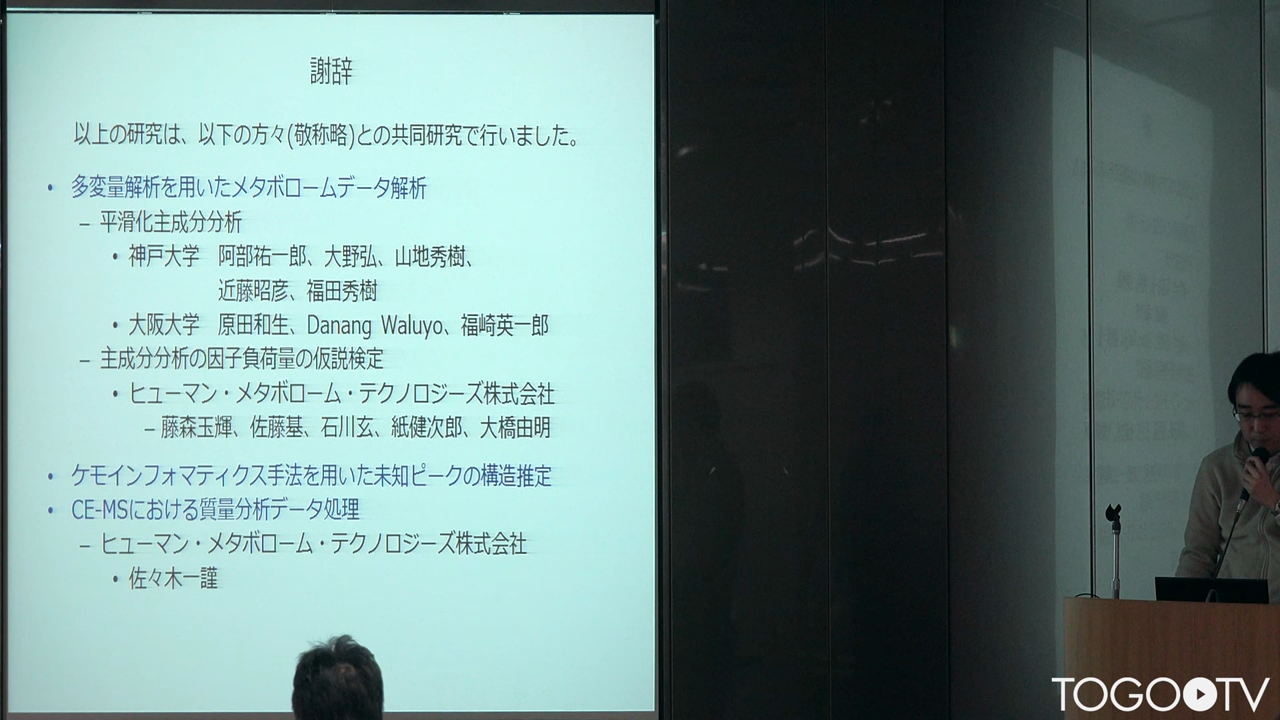 謝辞
以上の研究は、以下の方々(敬称略)との共同研究で行いました。
• 多変量解析を用いたメタボロームデータ解析
– 平滑化主成分分析
• 神戸大学 阿部祐一郎、大野弘、山地秀樹、
近藤昭彦、福田秀樹
• 大阪大学 原田和生、Danang Waluyo、福崎英一郎
– 主成分分析の因子負荷量の仮説検定
• ヒューマン・メタボローム・テクノロジーズ株式会社
– 藤森玉輝、佐藤基、石川玄、紙健次郎、大橋由明
• ケモインフォマティクス手法を用いた未知ピークの構造推定
• CE-MSにおける質量分析データ処理
– ヒューマン・メタボローム・テクノロジーズ株式会社
• 佐々木一謹
TOGO TV